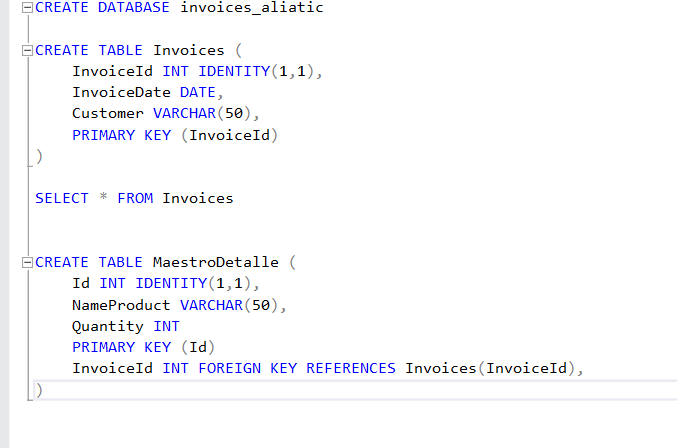 CREATE DATABASE invoices_aliatic
CREATE TABLE Invoices (
InvoiceId INT IDENTITY(1,1),
InvoiceDate DATE,
Customer VARCHAR(50),
PRIMARY KEY (InvoiceId)
)
SELECT * FROM Invoices
CREATE TABLE MaestroDetalle (
Id INT IDENTITY(1,1),
NameProduct VARCHAR(50),
Quantity INT
PRIMARY KEY (Id)
InvoiceId INT FOREIGN KEY REFERENCES Invoices(InvoiceId),
)